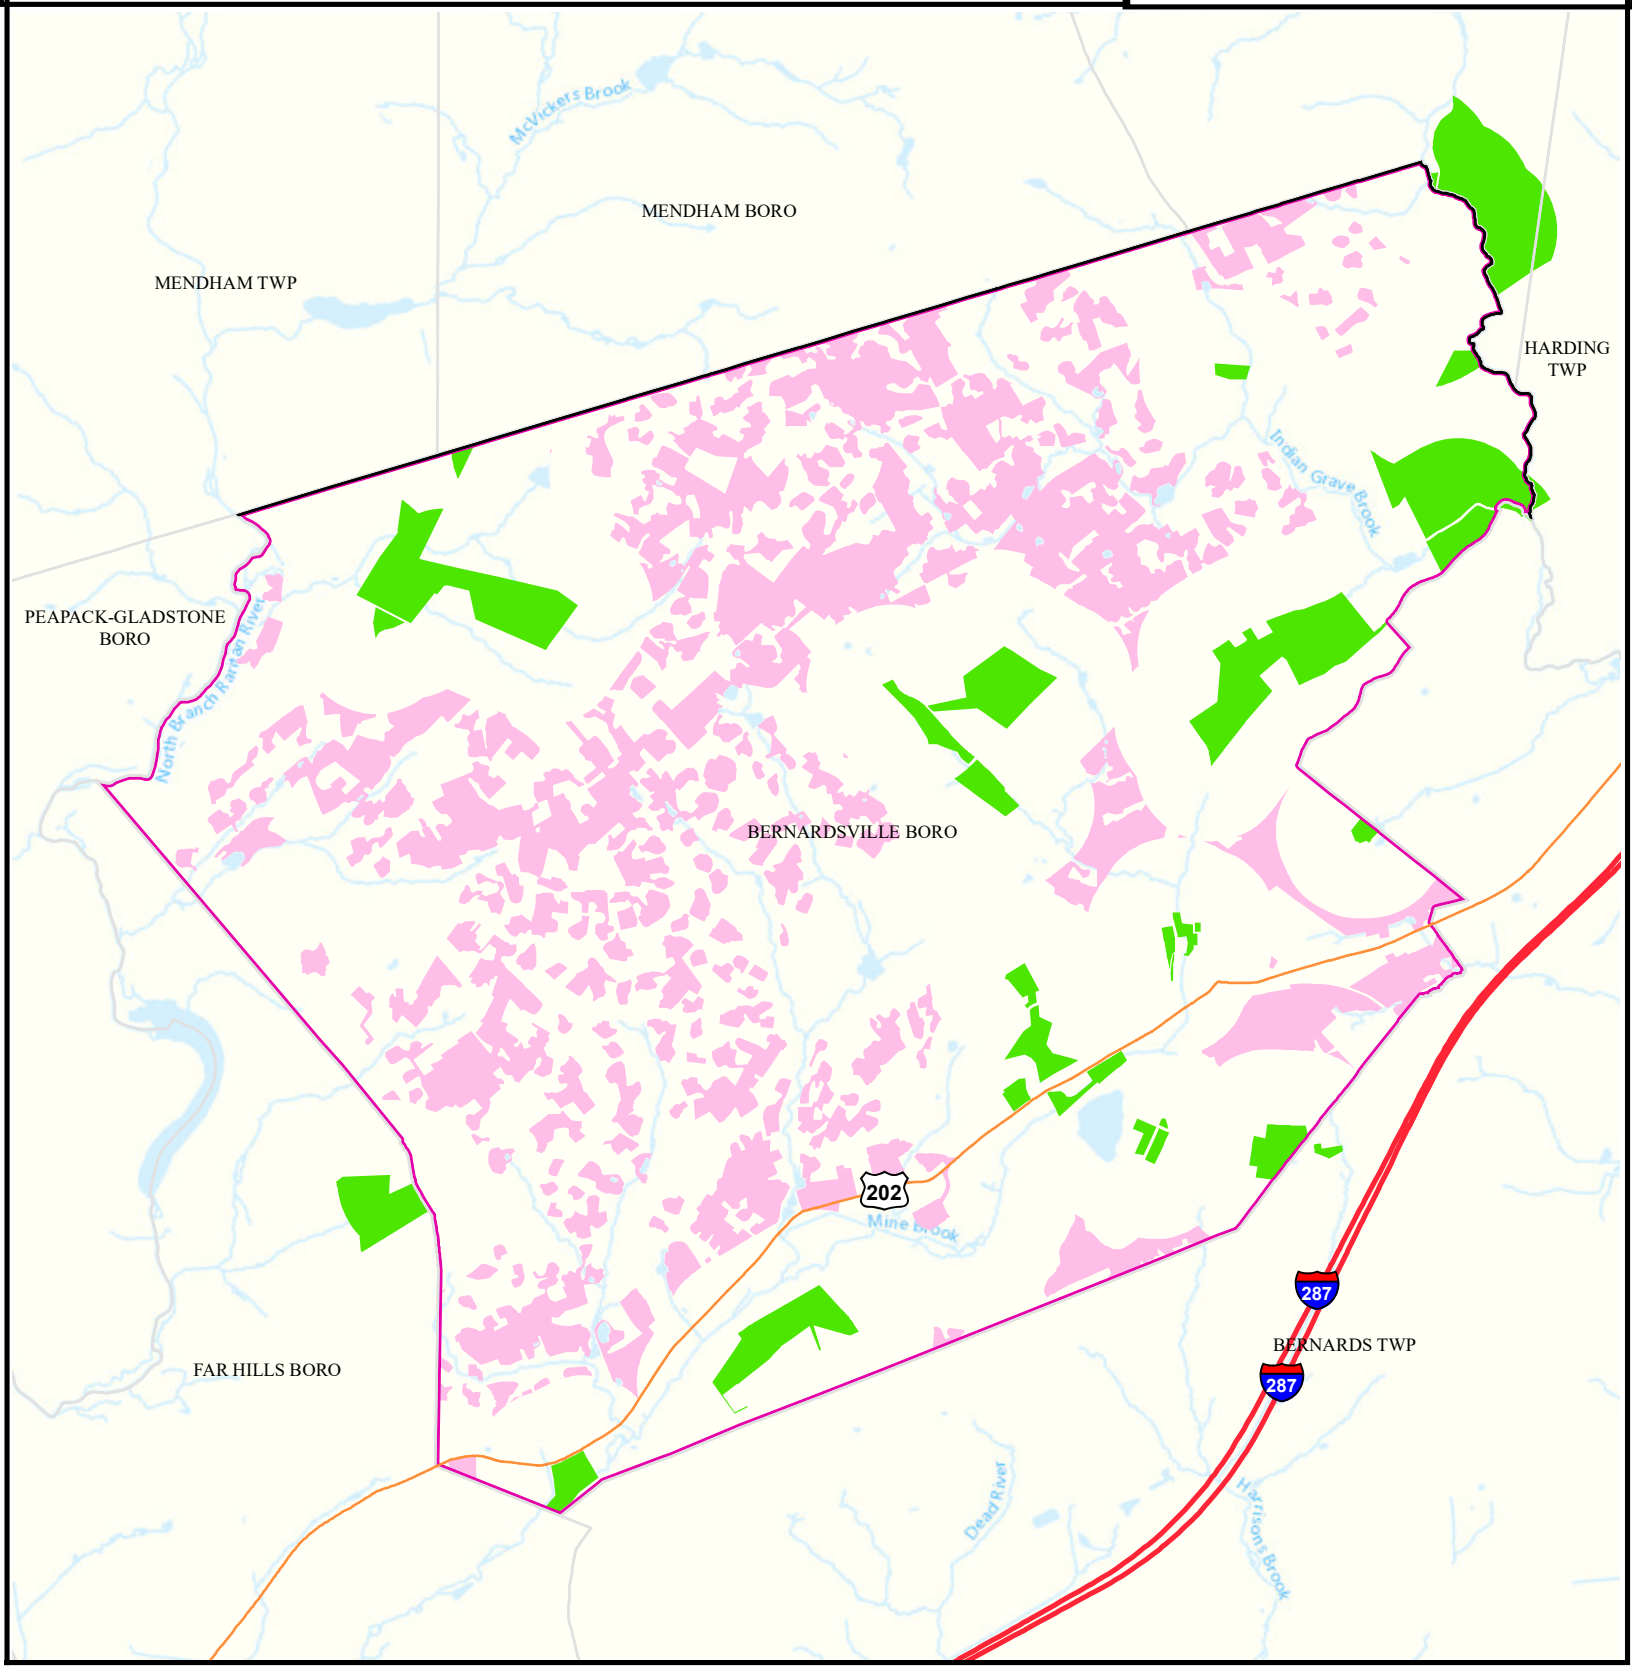 McVickers Brook
MENDHAM BORO
MENDHAM TWP
HARDING
TWP
Indian Grave Brook
PEAPACK-GLADSTONE
BORO
North Branch Raritan River
BERNARDSVILLE BORO
202
Mine Brook
287
BERNARDS TWP
FAR HILLS BORO
287
Dead River
Harrisons Brook